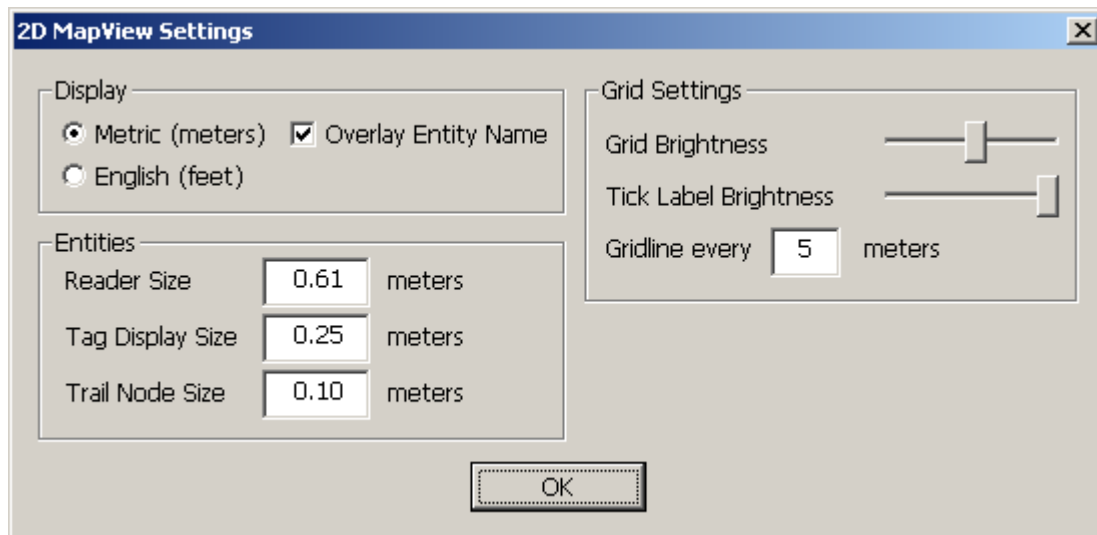 2D MapView Settings
Display
Metric (meters) Overlay Entity Name
English (feet)
Entities
Reader Size 0.61 meters
Tag Display Size 0.25 meters
Trail Node Size 0.10 meters
Grid Settings
Grid Brightness
Tick Label Brightness
Gridline every 5 meters
OK